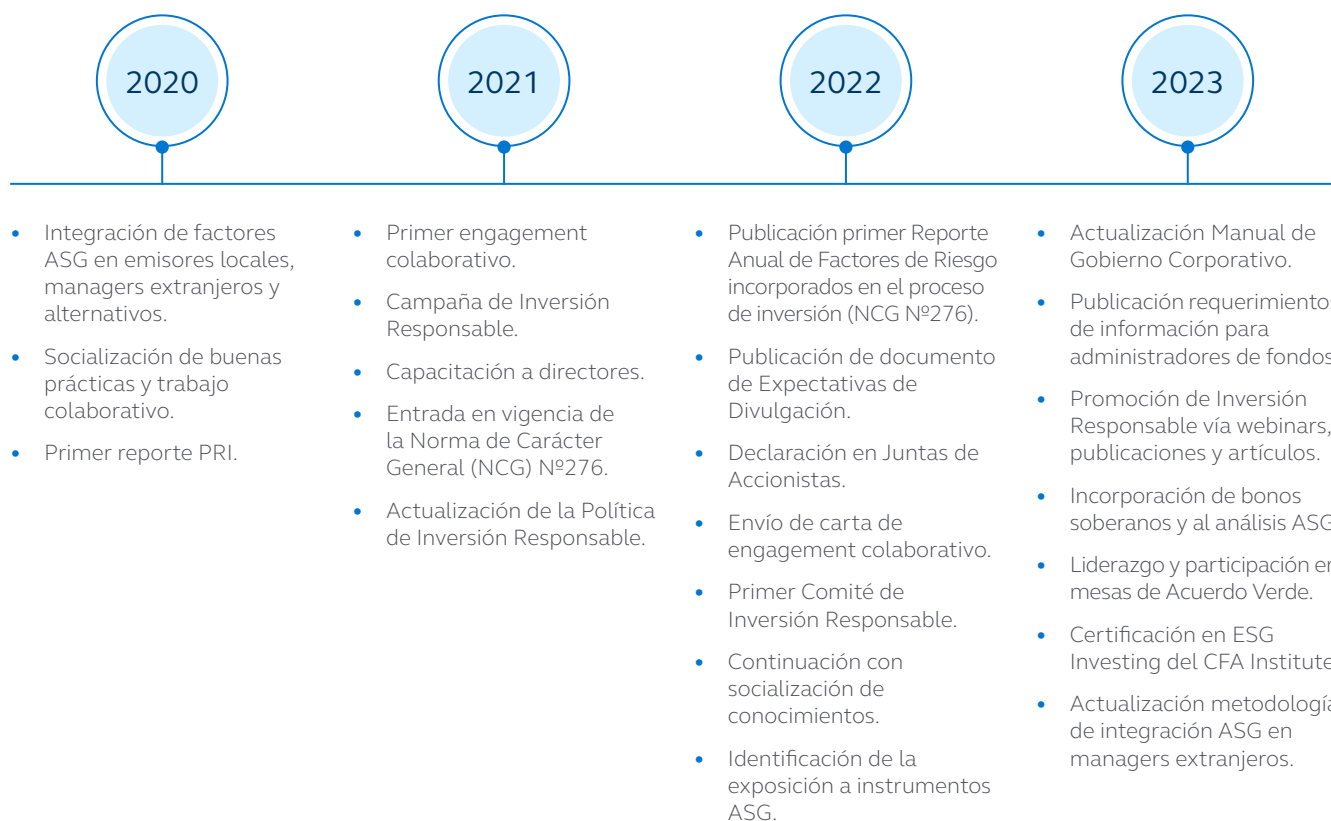 2020
Integración de factores
ASG en emisores locales,
managers extranjeros y
alternativos.
Socialización de buenas
prácticas y trabajo
colaborativo.
Primer reporte PRI.
2021
Primer engagement
colaborativo.
Campaña de Inversión
Responsable.
Capacitación a directores.
Entrada en vigencia de
la Norma de Carácter
General (NCG) Nº276.
Actualización de la Política
de Inversión Responsable.
2022
Publicación primer Reporte
Anual de Factores de Riesgo
incorporados en el proceso
de inversión (NCG Nº276).
Publicación de documento
de Expectativas de
Divulgación.
Declaración en Juntas de
Accionistas.
Envío de carta de
engagement colaborativo.
Primer Comité de
Inversión Responsable.
Continuación con
socialización de
conocimientos.
Identificación de la
exposición a instrumentos
ASG.
2023
Actualización Manual de
Gobierno Corporativo.
Publicación requerimientos
de información para
administradores de fondos
Promoción de Inversión
Responsable vía webinars,
publicaciones y artículos.
Incorporación de bonos
soberanos y al análisis ASG
Liderazgo y participación en
mesas de Acuerdo Verde.
Certificación en ESG
Investing del CFA Institute
Actualización metodología
de integración ASG en
managers extranjeros.